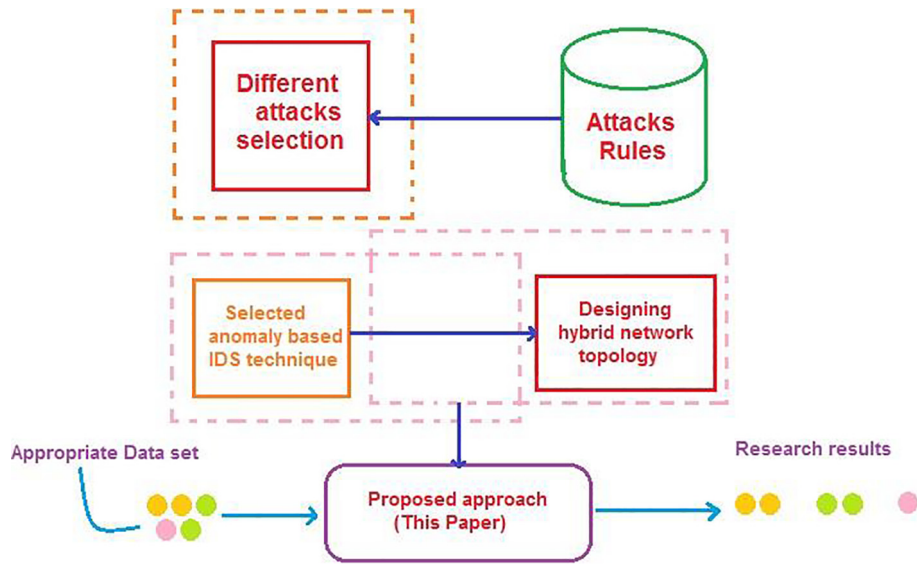 Different
attacks
selection
Attacks
Rules
Selected
anomaly based
IDS technique
Designing
hybrid network
topology
Appropriate Data set
Proposed approach
(This Paper)
Research results